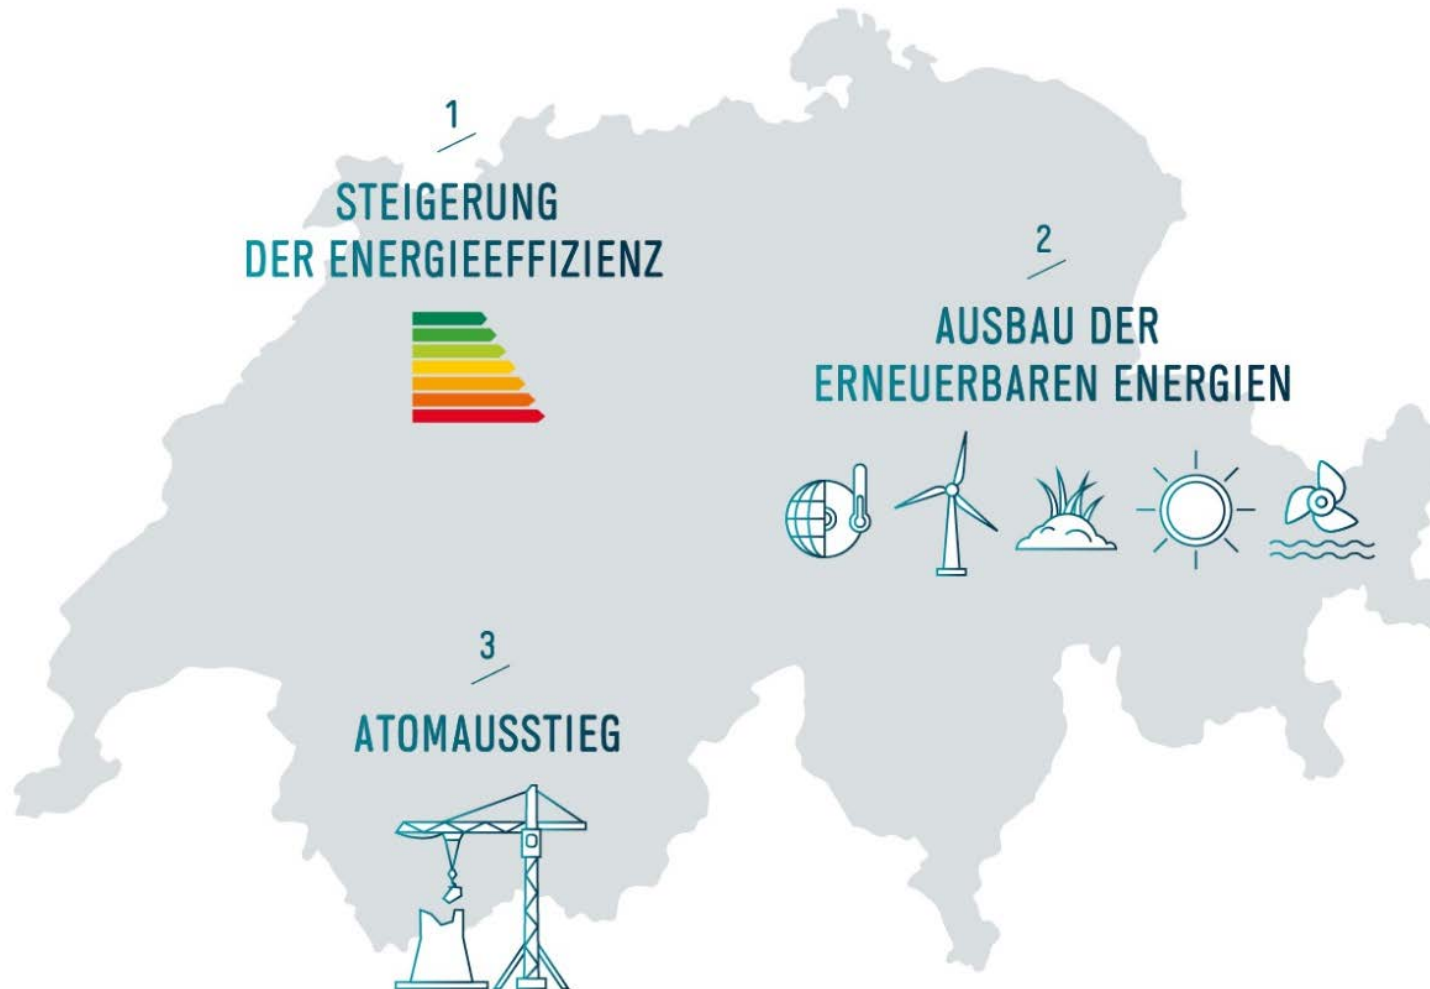 1
STEIGERUNG
DER ENERGIEEFFIZIENZ
2
AUSBAU DER
ERNEUERBAREN ENERGIEN
3
ATOMAUSSTIEG